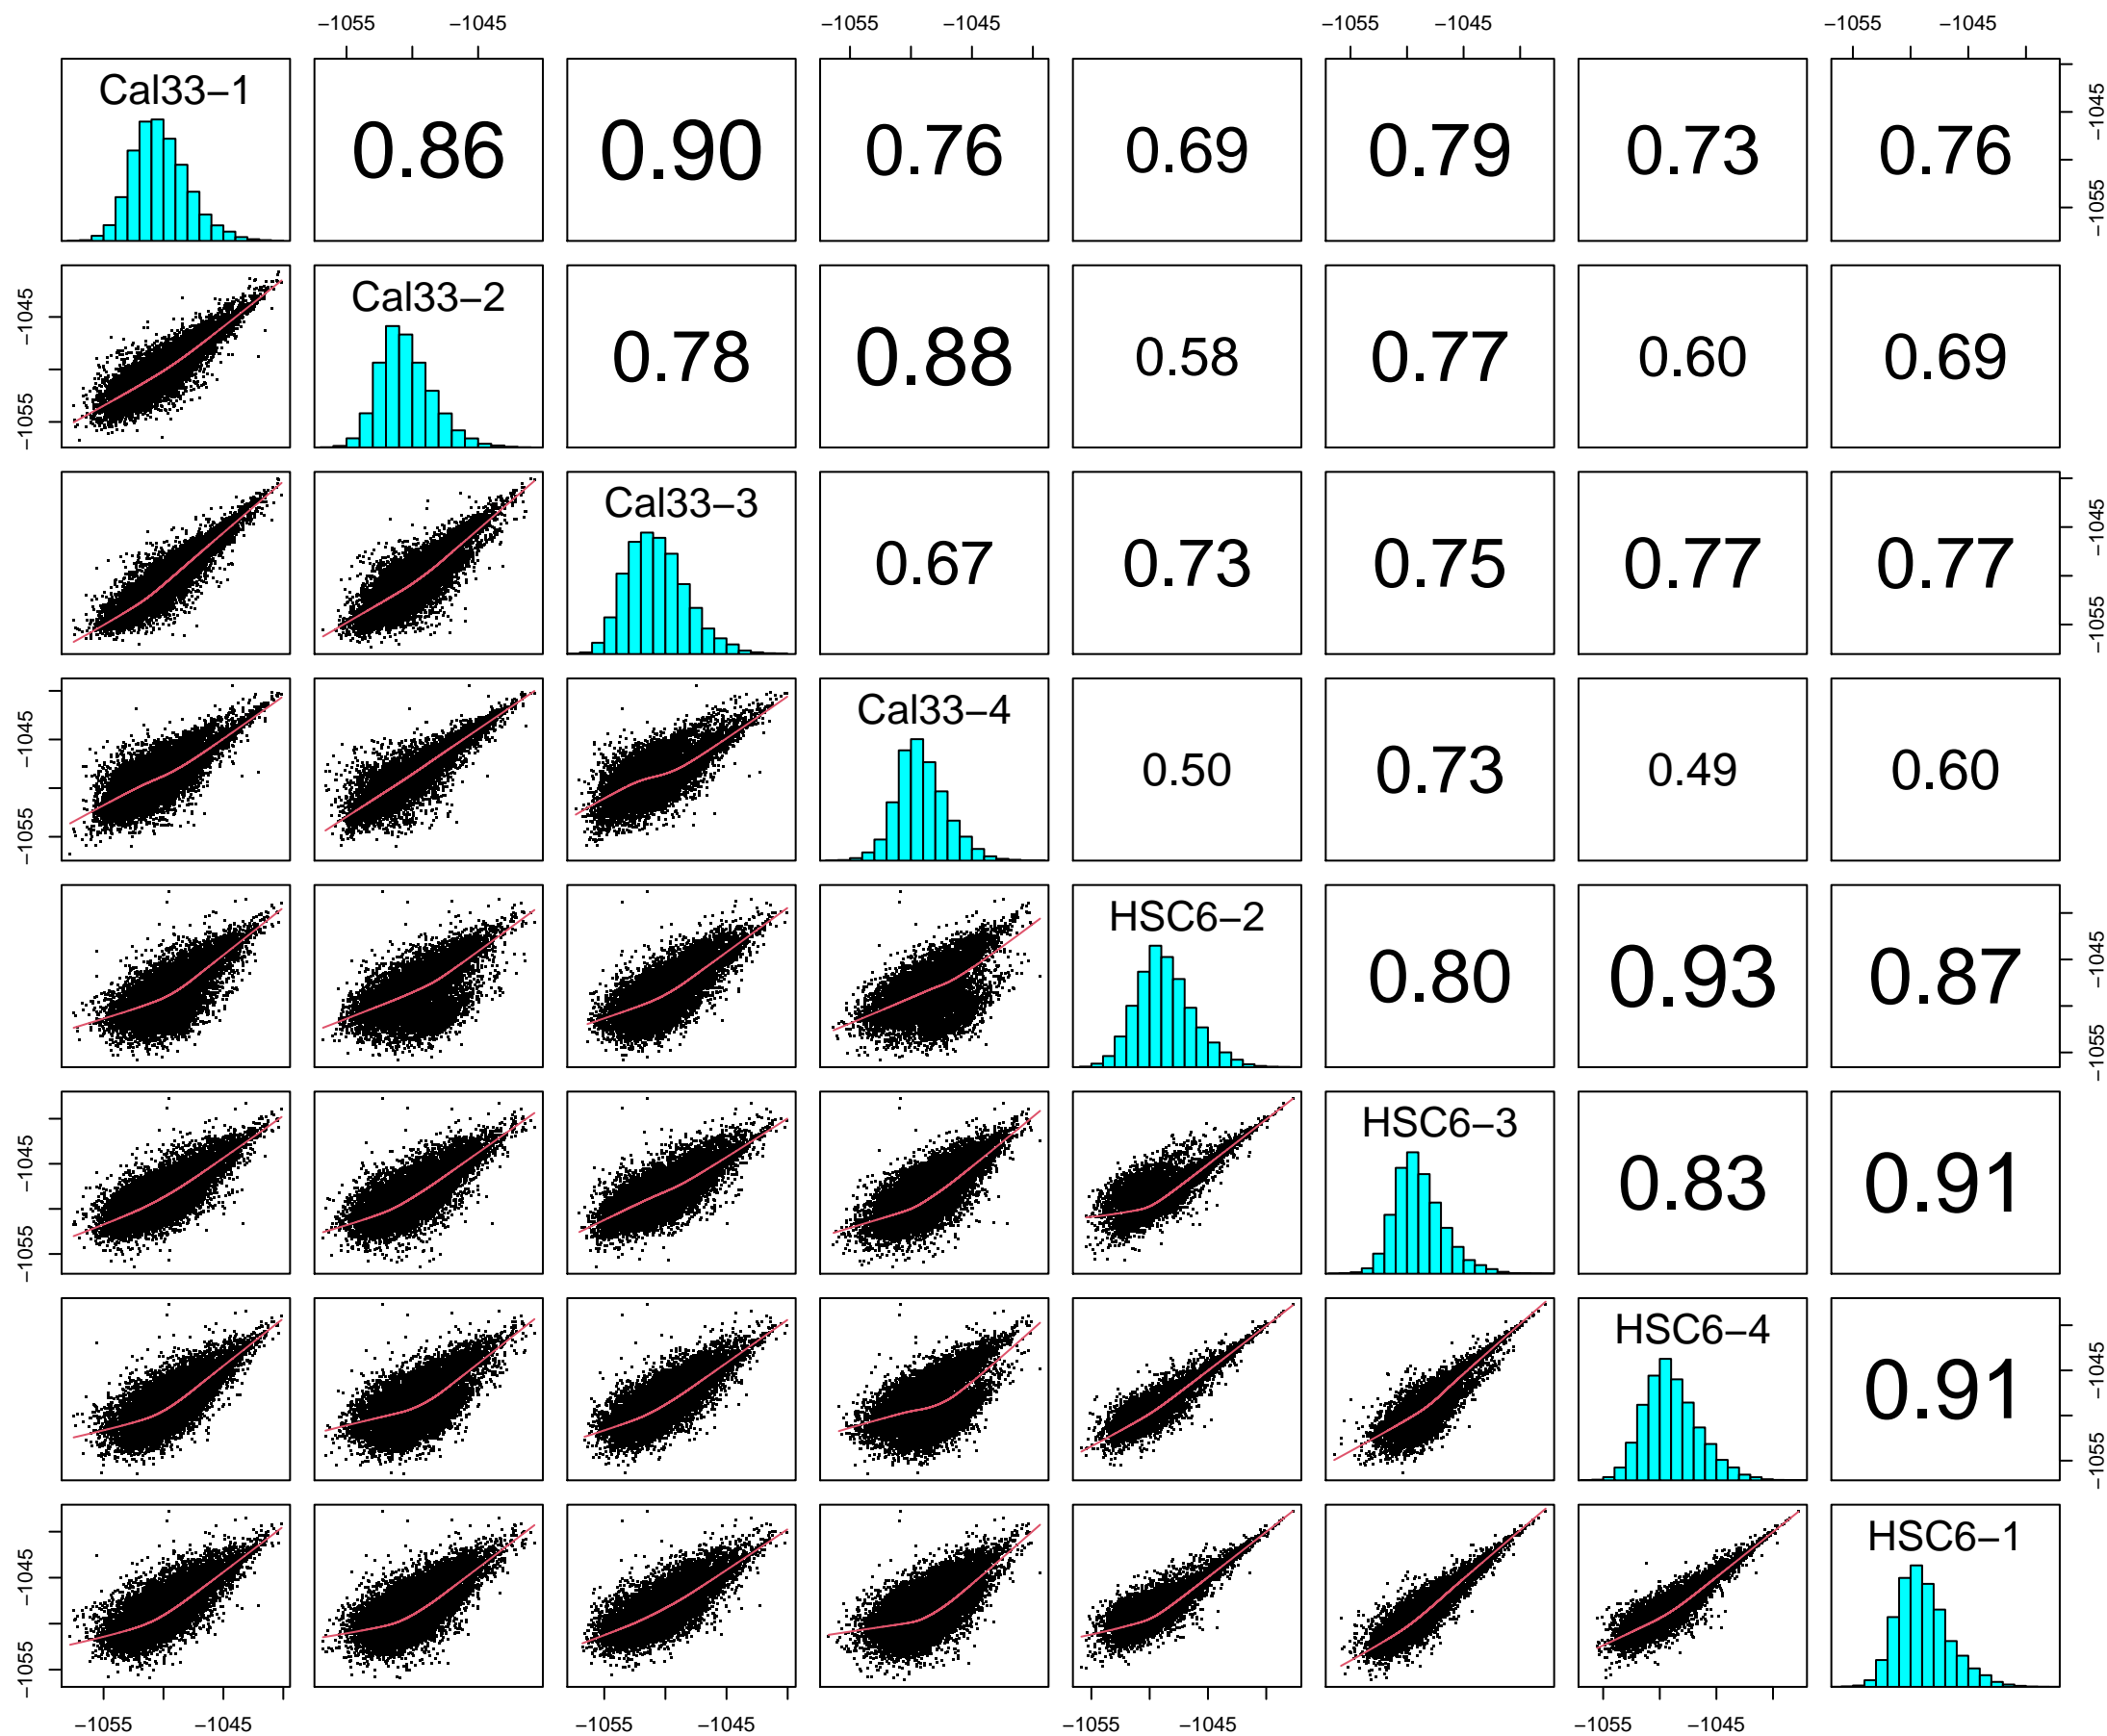 −1055 −1045 −1055 −1045 −1055 −1045 −1055 −1045
Cal33−1 0.86 0.90 0.76 0.69 0.79 0.73 0.76
−1055 −1045
−1055 −1045
Cal33−2 0.78 0.88 0.58 0.77 0.60 0.69
Cal33−3 0.67 0.73 0.75 0.77 0.77
−1055 −1045
−1055 −1045
Cal33−4 0.50 0.73 0.49 0.60
HSC6−2 0.80 0.93 0.87
−1055 −1045
−1055 −1045
HSC6−3 0.83 0.91
HSC6−4 0.91
−1055 −1045
−1055 −1045
HSC6−1
−1055 −1045 −1055 −1045 −1055 −1045 −1055 −1045